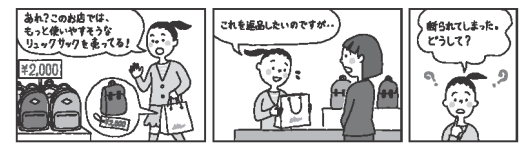 あれ?このお店では、
もっと使いやすそうな
リュックサックを売ってる!
¥2,000
¥3,000
これを返品したいのですが‥
断られてしまった。
どうして?
?
?